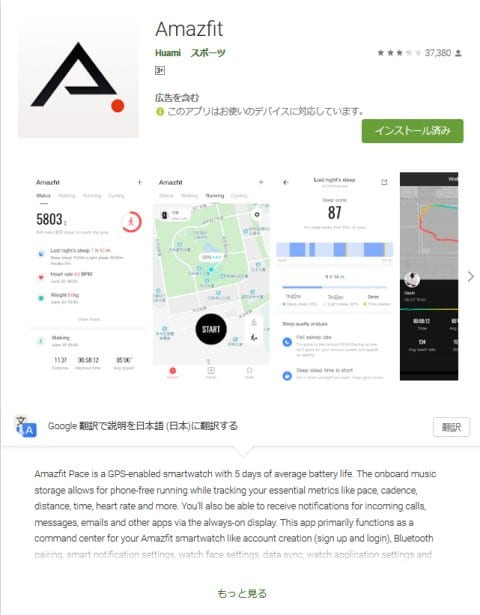 Amazfit
Huami スポーツ
37,380
3+
広告を含む
このアプリはお使いのデバイスに対応しています。
インストール済み
Amazfit
Status Walking Running Cycling
5803
Last night's sleep
Heart rate
Weight
View more
Walking
11.37 00:58:12 05'06"
Distance Workout time Avg speed
Amazfit
Status Walking Running Cycling
GPS
START
Last night's sleep
Sleep score
87
Sleep quality analysis
Fall asleep late
Deep sleep time is short
Google 翻訳で説明を日本語 (日本)に翻訳する
翻訳
Amazfit Pace is a GPS-enabled smartwatch with 5 days of average battery life. The onboard music
storage allows for phone-free running while tracking your essential metrics like pace, cadence,
distance, time, heart rate and more. You'll also be able to receive notifications for incoming calls,
messages, emails and other apps via the always-on display. This app primarily functions as a
command center for your Amazfit smartwatch like account creation (sign up and login), Bluetooth
pairing, smart notification settings, watch face settings, data sync, watch application settings and
もっと見る